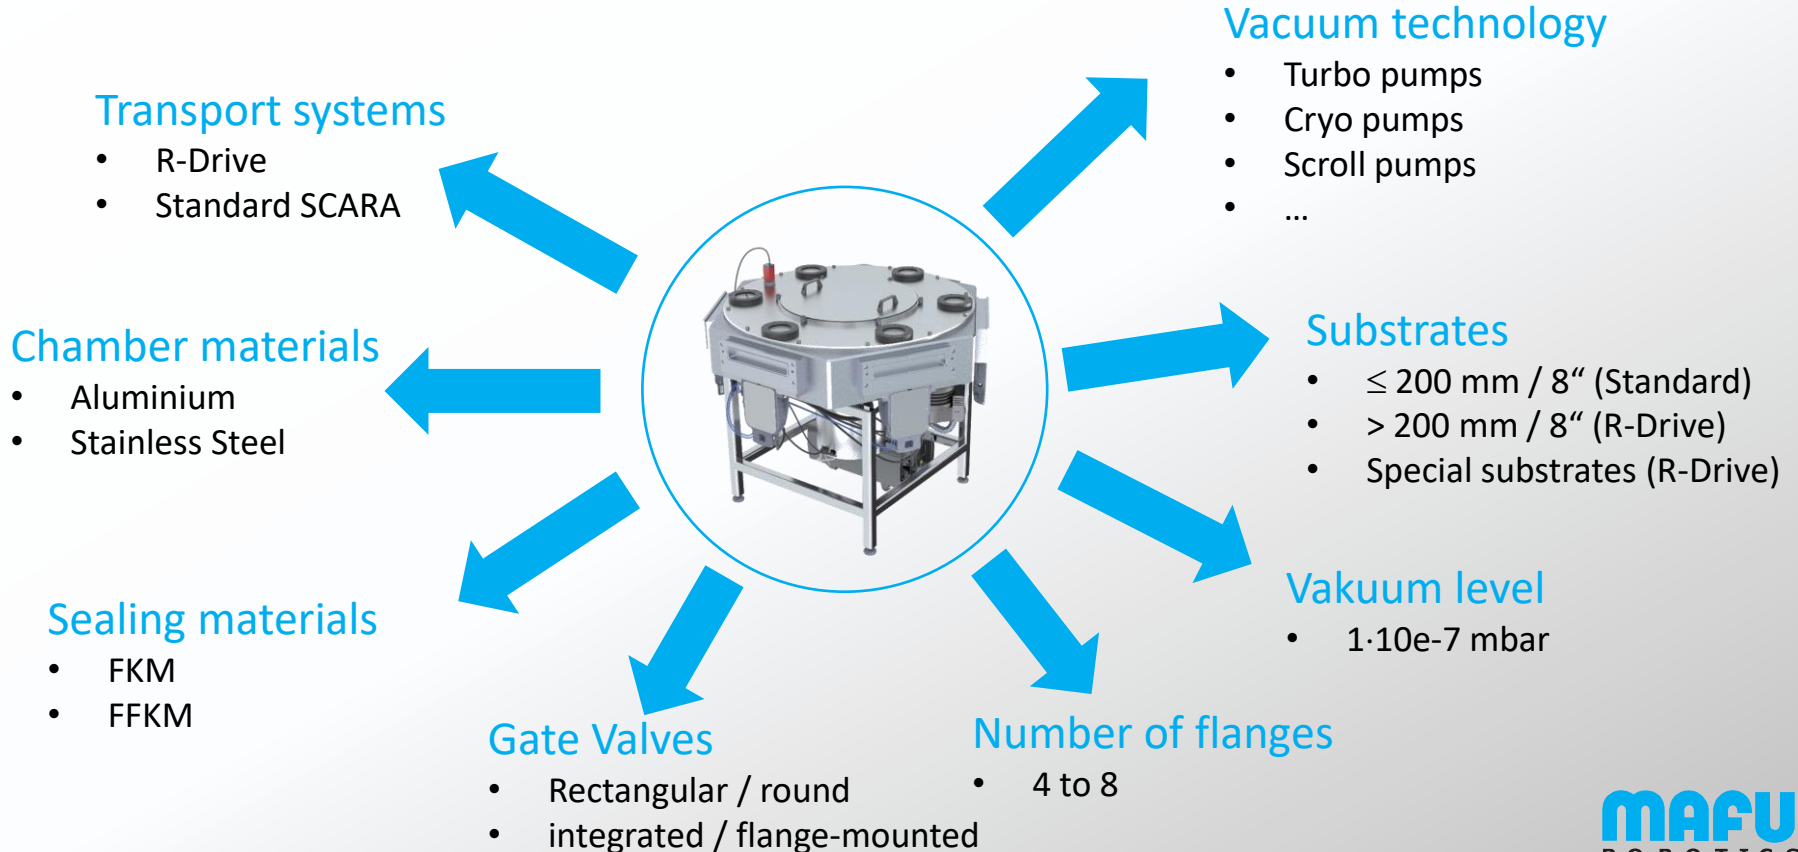 Vacuum technology
• Turbo pumps
• Cryo pumps
• Scroll pumps
• ...
Transport systems
• R-Drive
• Standard SCARA
Chamber materials
• Aluminium
• Stainless Steel
Substrates
• ≤ 200 mm / 8“ (Standard)
• > 200 mm / 8“ (R-Drive)
• Special substrates (R-Drive)
Sealing materials
• FKM
• FFKM
Vakuum level
• 1·10e-7 mbar
Gate Valves
• Rectangular / round
• integrated / flange-mounted
Number of flanges
• 4 to 8
MAFU
ROBOTICS